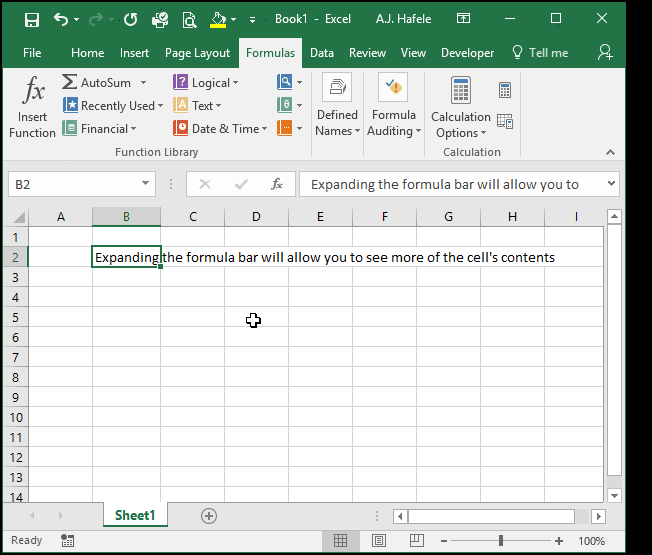 Book1 - Excel A.J. Hafele
File Home Insert Page Layout Formulas Data Review View Developer Tell me
fx Insert Function
AutoSum
Recently Used
Financial
Logical
Text
Date & Time
Function Library
Defined Names
Formula Auditing
Calculation Options
Calculation
B2 fx Expanding the formula bar will allow you to
A B C D E F G H I
1
2 Expanding the formula bar will allow you to see more of the cell's contents
3
4
5
6
7
8
9
10
11
12
13
14
Sheet1
Ready 100%